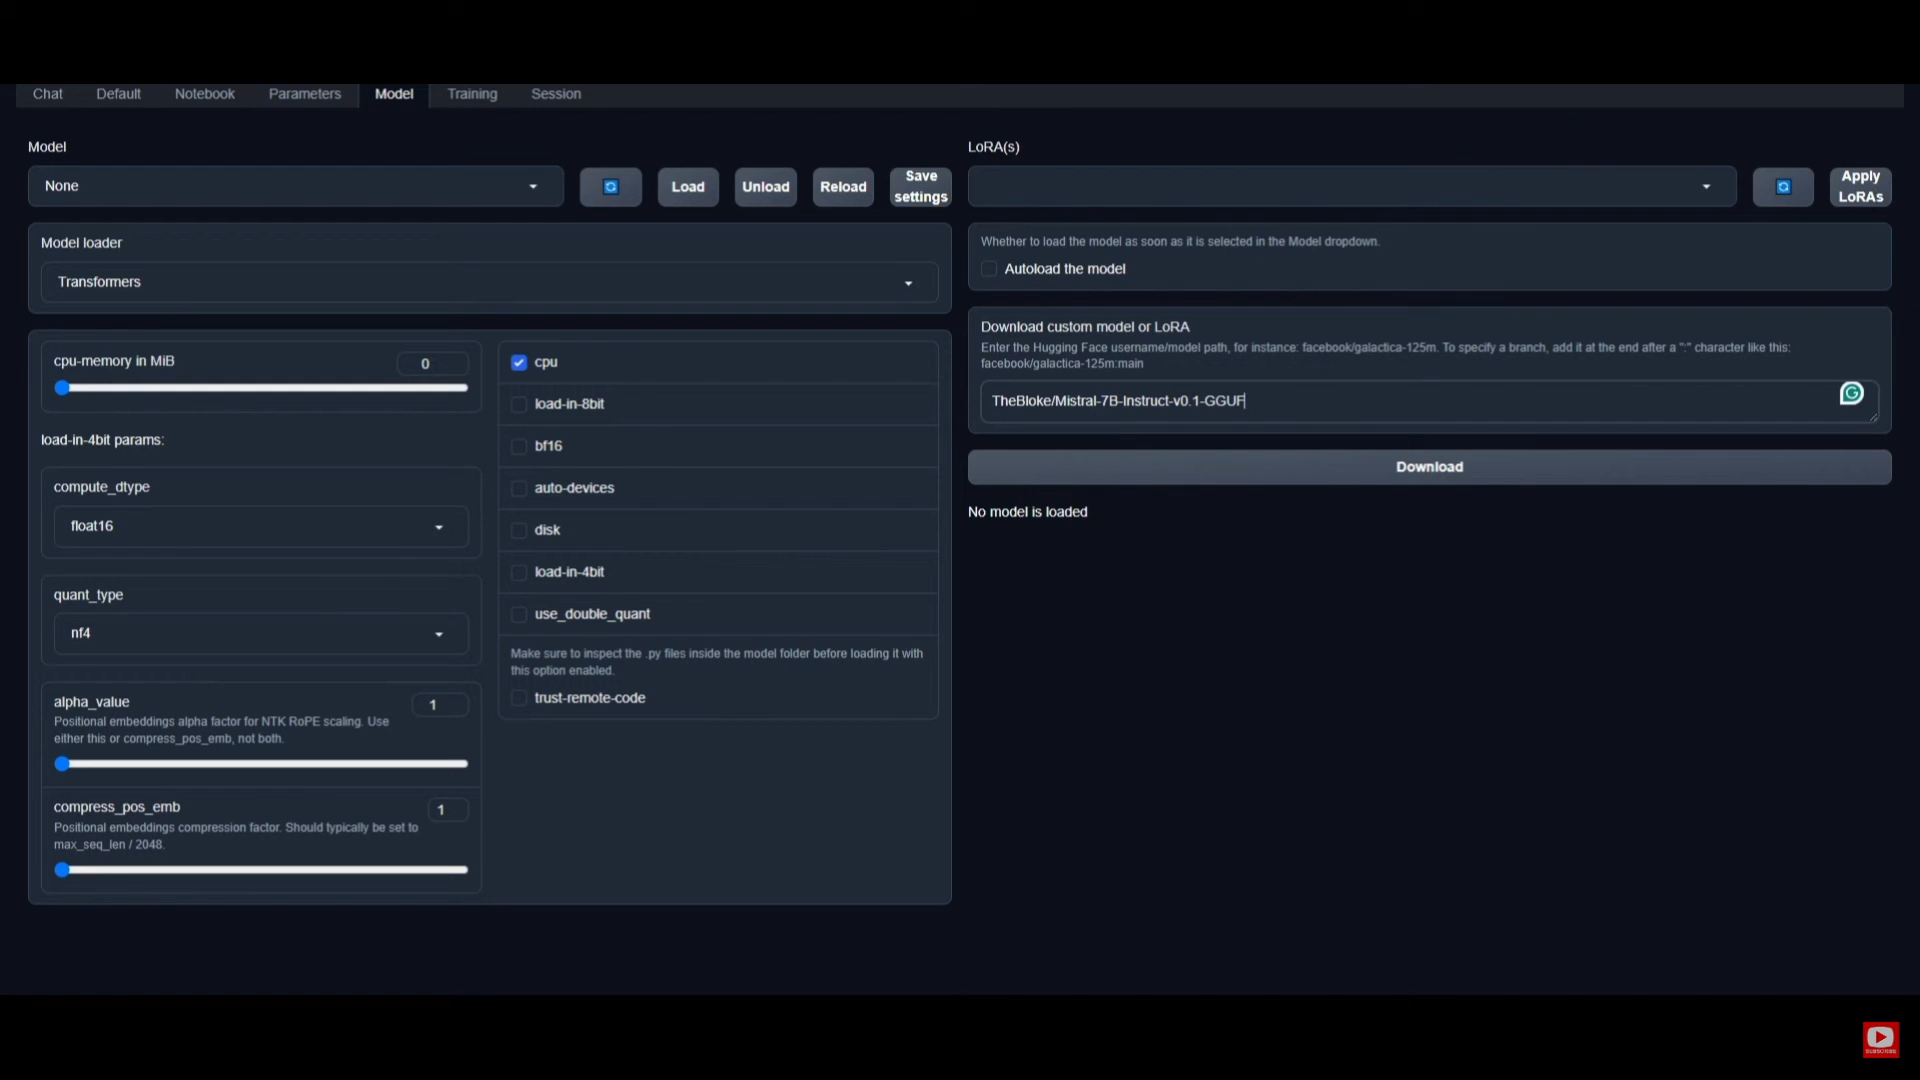 Chat Default Notebook Parameters Model Training Session
Model
None
Load
Unload
Reload
Save settings
LoRA(s)
Apply LoRAs
Model loader
Transformers
Whether to load the model as soon as it is selected in the Model dropdown.
Autoload the model
Download custom model or LoRA
Enter the Hugging Face username/model path, for instance: facebook/galactica-125m. To specify a branch, add it at the end after a ":" character like this:
facebook/galactica-125m:main
TheBloke/Mistral-7B-Instruct-v0.1-GGUF
Download
No model is loaded
cpu-memory in MiB
0
load-in-4bit params:
compute_dtype
float16
quant_type
nf4
alpha_value
1
Positional embeddings alpha factor for NTK RoPE scaling. Use
either this or compress_pos_emb, not both.
compress_pos_emb
1
Positional embeddings compression factor. Should typically be set to
max_seq_len / 2048.
cpu
load-in-8bit
bf16
auto-devices
disk
load-in-4bit
use_double_quant
Make sure to inspect the .py files inside the model folder before loading it with
this option enabled.
trust-remote-code
SUBSCRIBE